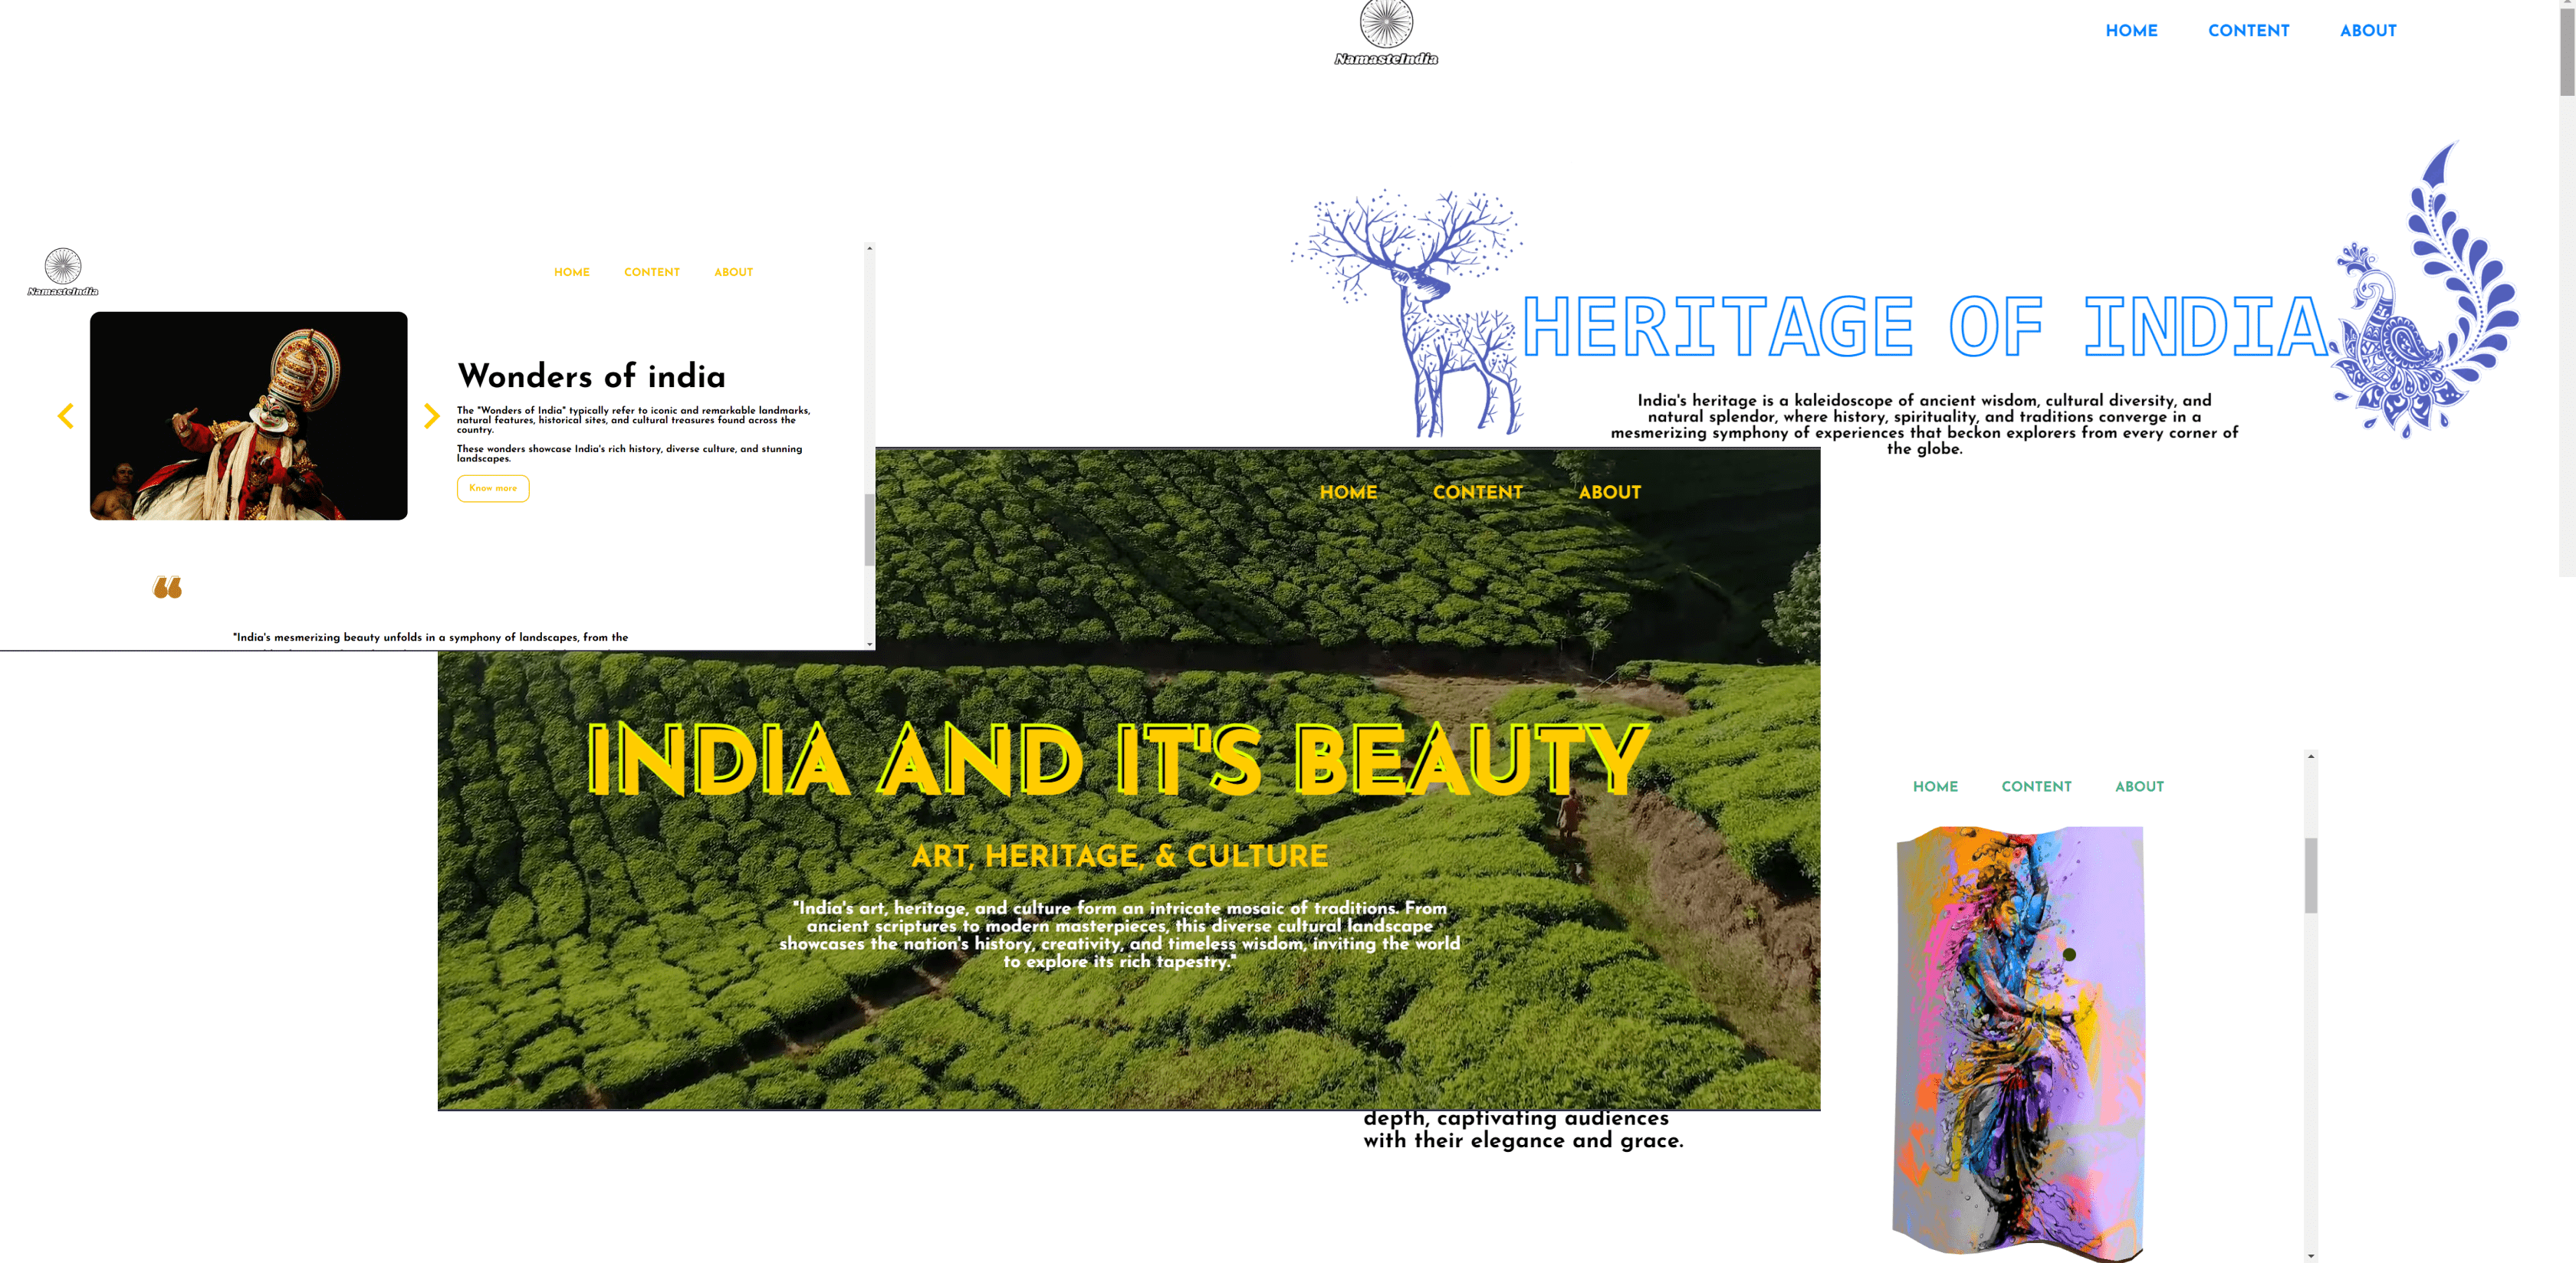 NamasteIndia
HOME CONTENT ABOUT
HERITAGE OF INDIA
India's heritage is a kaleidoscope of ancient wisdom, cultural diversity, and
natural splendor, where history, spirituality, and traditions converge in a
mesmerizing symphony of experiences that beckon explorers from every corner of
the globe.
NamasteIndia
HOME CONTENT ABOUT
Wonders of india
The "Wonders of India" typically refer to iconic and remarkable landmarks,
natural features, historical sites, and cultural treasures found across the
country.
These wonders showcase India's rich history, diverse culture, and stunning
landscapes.
Know more
"India's mesmerizing beauty unfolds in a symphony of landscapes, from the
HOME CONTENT ABOUT
INDIA AND IT'S BEAUTY
ART, HERITAGE, & CULTURE
"India's art, heritage, and culture form an intricate mosaic of traditions. From
ancient scriptures to modern masterpieces, this diverse cultural landscape
showcases the nation's history, creativity, and timeless wisdom, inviting the world
to explore its rich tapestry."
HOME CONTENT ABOUT
depth, captivating audiences
with their elegance and grace.